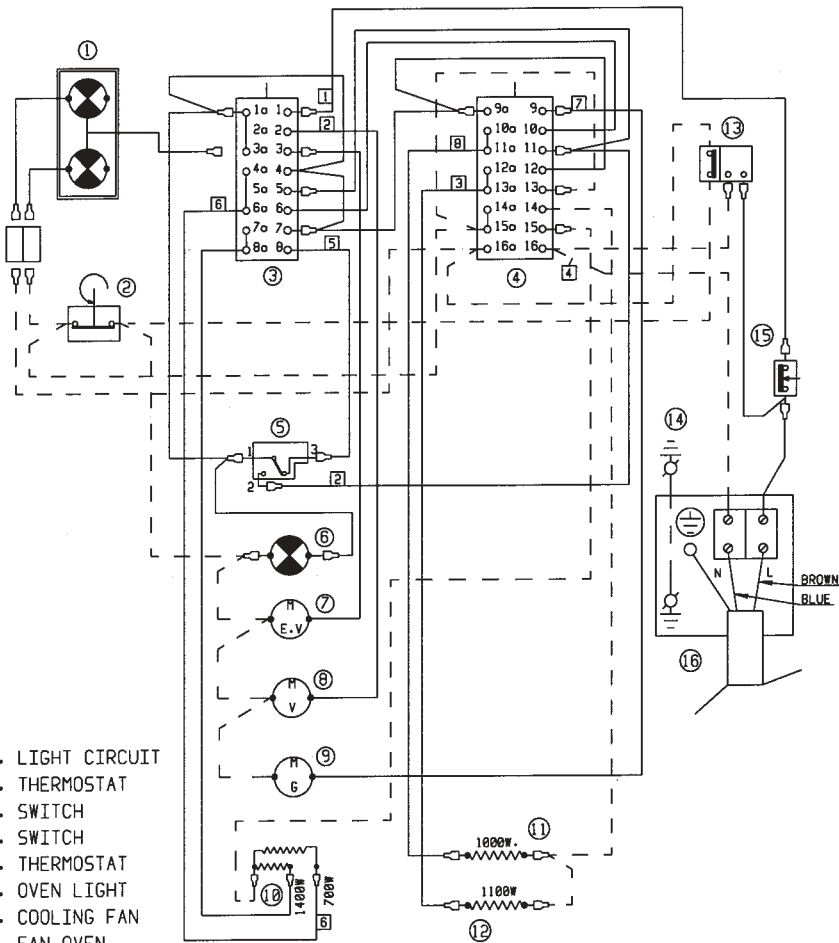 1
1
1a 1
2
2a 2
3a 3
4a 4
5a 5
6
6a 6
7a 7
5
8a 8
3
7
9a 9
10a 10
8
11a 11
12a 12
3
13a 13
14a 14
15a 15
16a 16
4
4
13
2
15
14
5
1
3
2
2
6
7
M
E.V
8
M
V
9
M
G
N
L
BROWN
BLUE
16
. LIGHT CIRCUIT
. THERMOSTAT
. SWITCH
. SWITCH
. THERMOSTAT
. OVEN LIGHT
. COOLING FAN
FAN OVEN
10
1400W
700W
6
1000W.
11
1100W
12